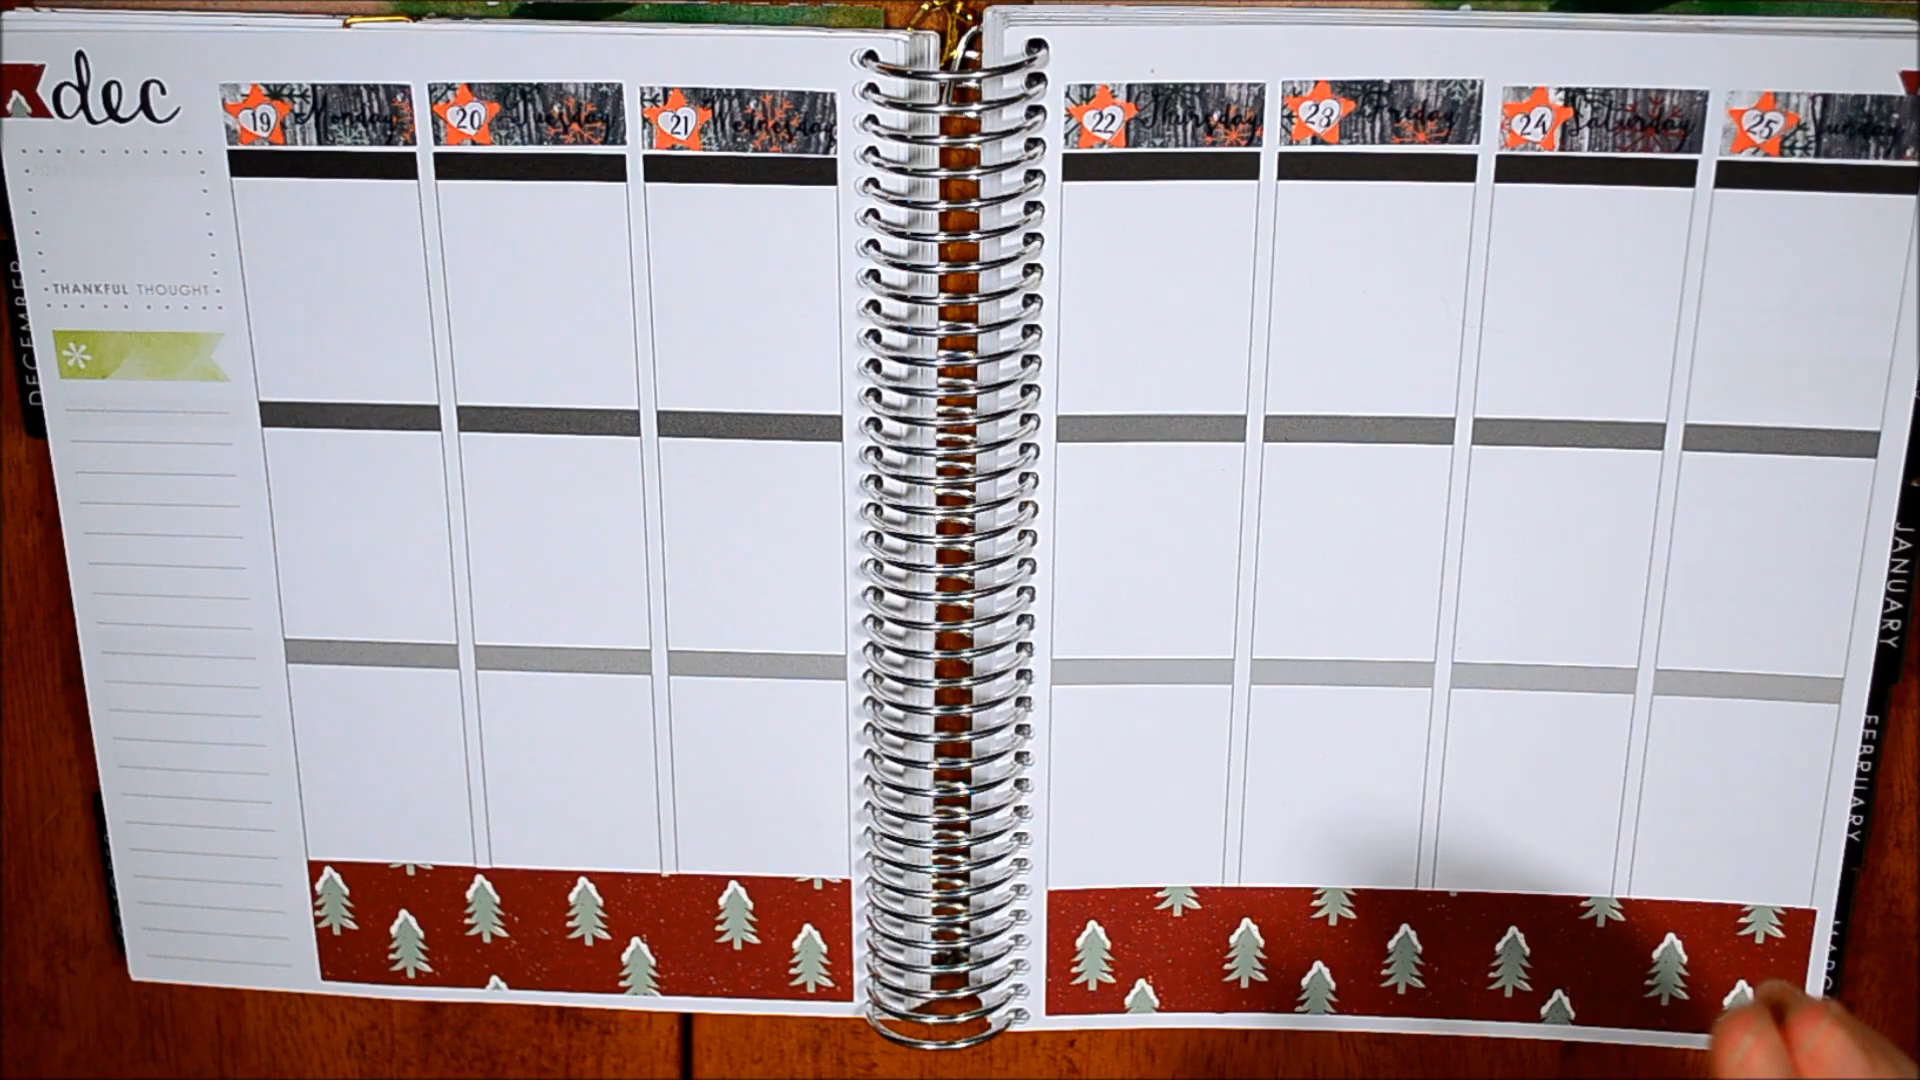 dec
19 Monday
20 Tuesday
21 Wednesday
22 Thursday
23 Friday
24 Saturday
25 Sunday
THANKFUL THOUGHT
DECEMBER
JANUARY
FEBRUARY